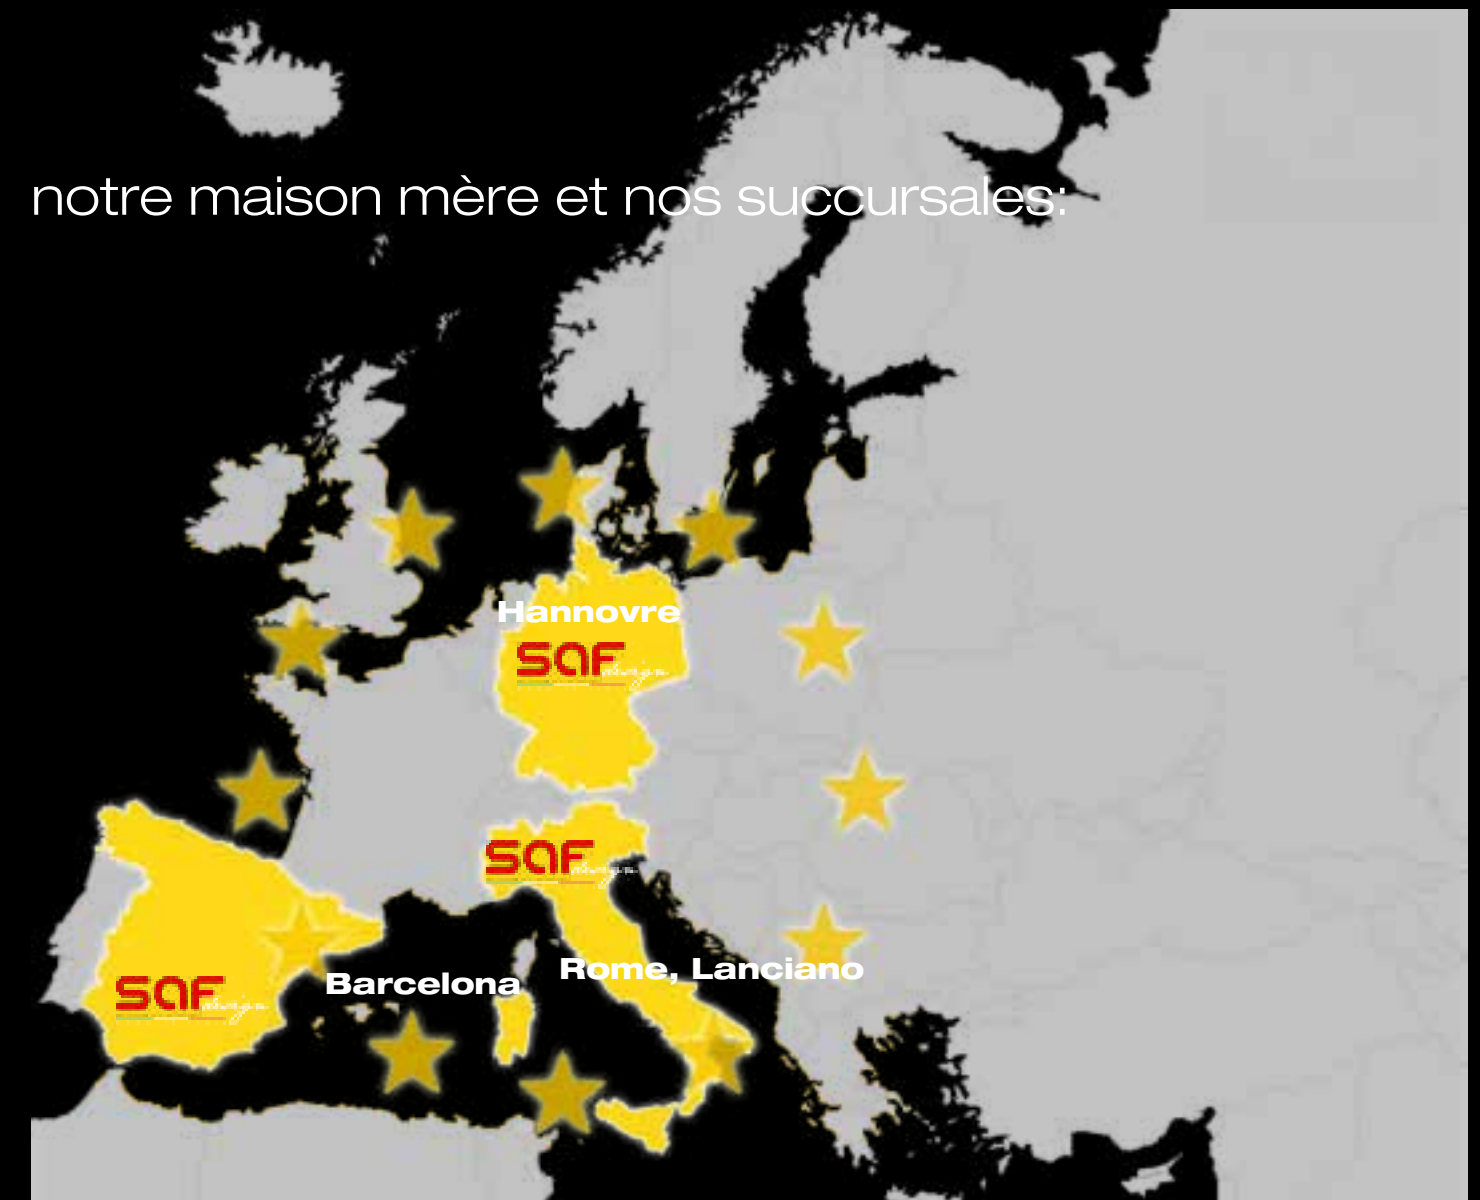 notre maison mère et nos succursales:
Hannovre
SAF
SAF
Rome, Lanciano
Barcelona
SAF